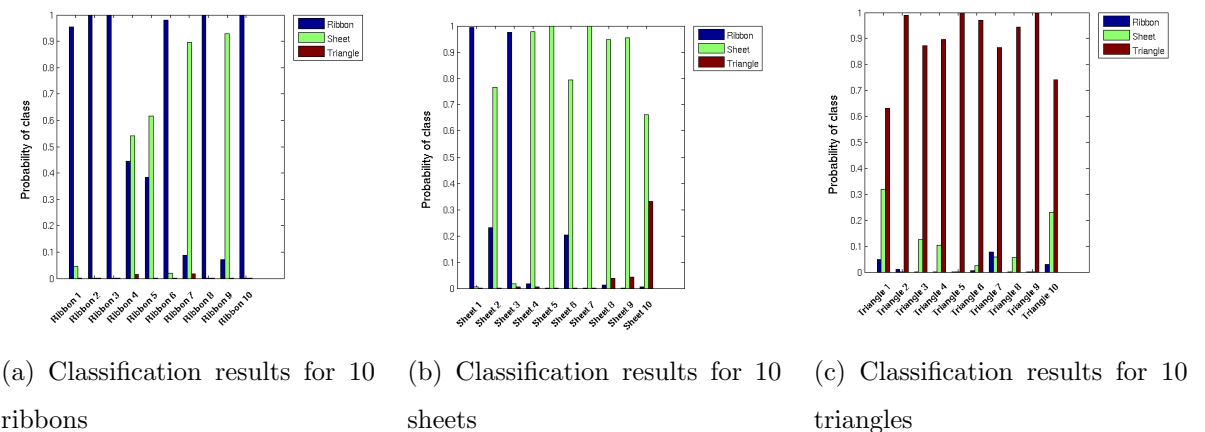 Probability of class
1
0.9
0.8
0.7
0.6
0.5
0.4
0.3
0.2
0.1
0
Ribbon 1
Ribbon 2
Ribbon 3
Ribbon 4
Ribbon 5
Ribbon 6
Ribbon 7
Ribbon 8
Ribbon 9
Ribbon 10
Ribbon
Sheet
Triangle
(a) Classification results for 10
ribbons
Probability of class
1
0.9
0.8
0.7
0.6
0.5
0.4
0.3
0.2
0.1
0
Sheet 1
Sheet 2
Sheet 3
Sheet 4
Sheet 5
Sheet 6
Sheet 7
Sheet 8
Sheet 9
Sheet 10
Ribbon
Sheet
Triangle
(b) Classification results for 10
sheets
Probability of class
1
0.9
0.8
0.7
0.6
0.5
0.4
0.3
0.2
0.1
0
Triangle 1
Triangle 2
Triangle 3
Triangle 4
Triangle 5
Triangle 6
Triangle 7
Triangle 8
Triangle 9
Triangle 10
Ribbon
Sheet
Triangle
(c) Classification results for 10
triangles